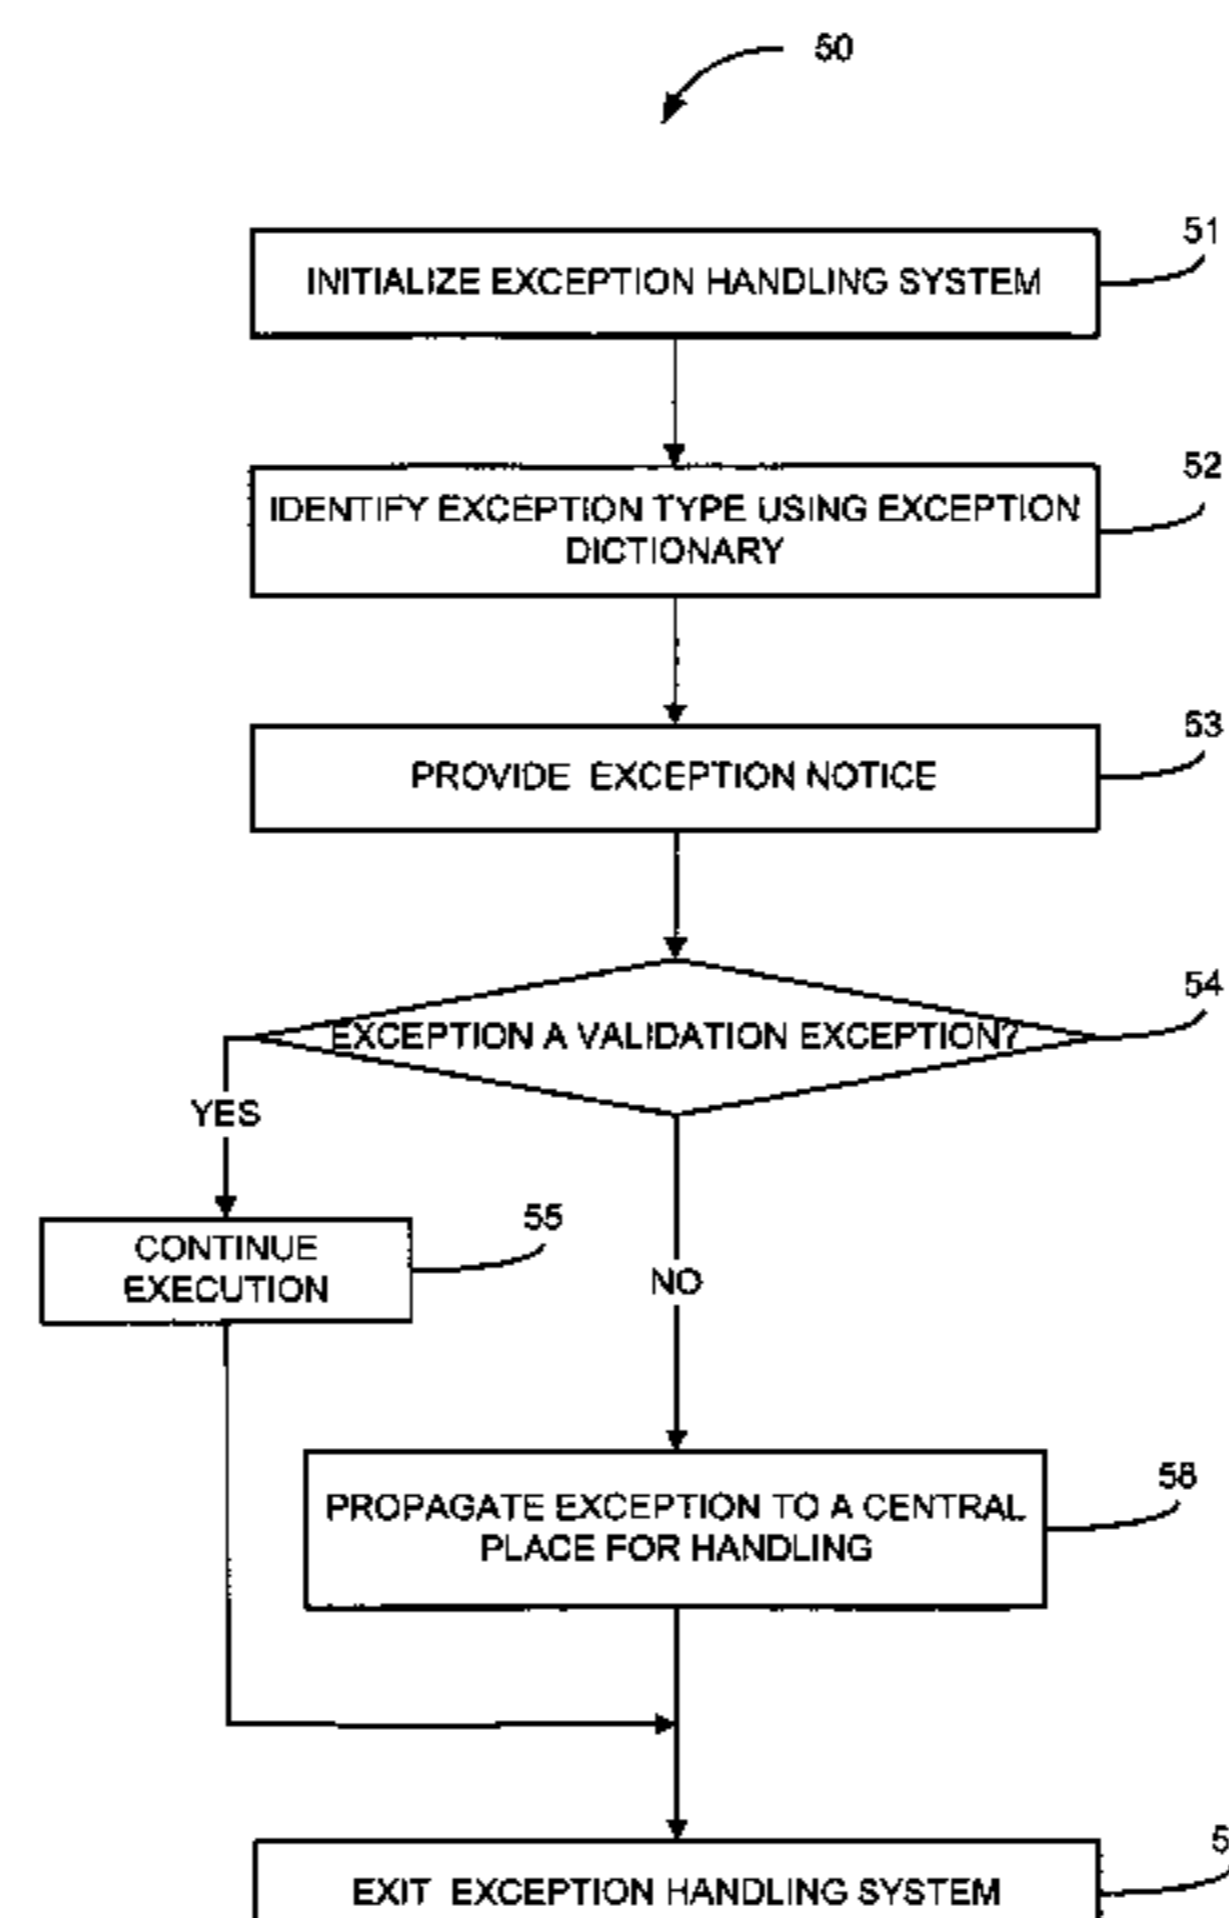 50
51
INITIALIZE EXCEPTION HANDLING SYSTEM
52
IDENTIFY EXCEPTION TYPE USING EXCEPTION
DICTIONARY
53
PROVIDE EXCEPTION NOTICE
54
EXCEPTION A VALIDATION EXCEPTION?
YES
55
CONTINUE
EXECUTION
NO
58
PROPAGATE EXCEPTION TO A CENTRAL
PLACE FOR HANDLING
EXIT EXCEPTION HANDLING SYSTEM